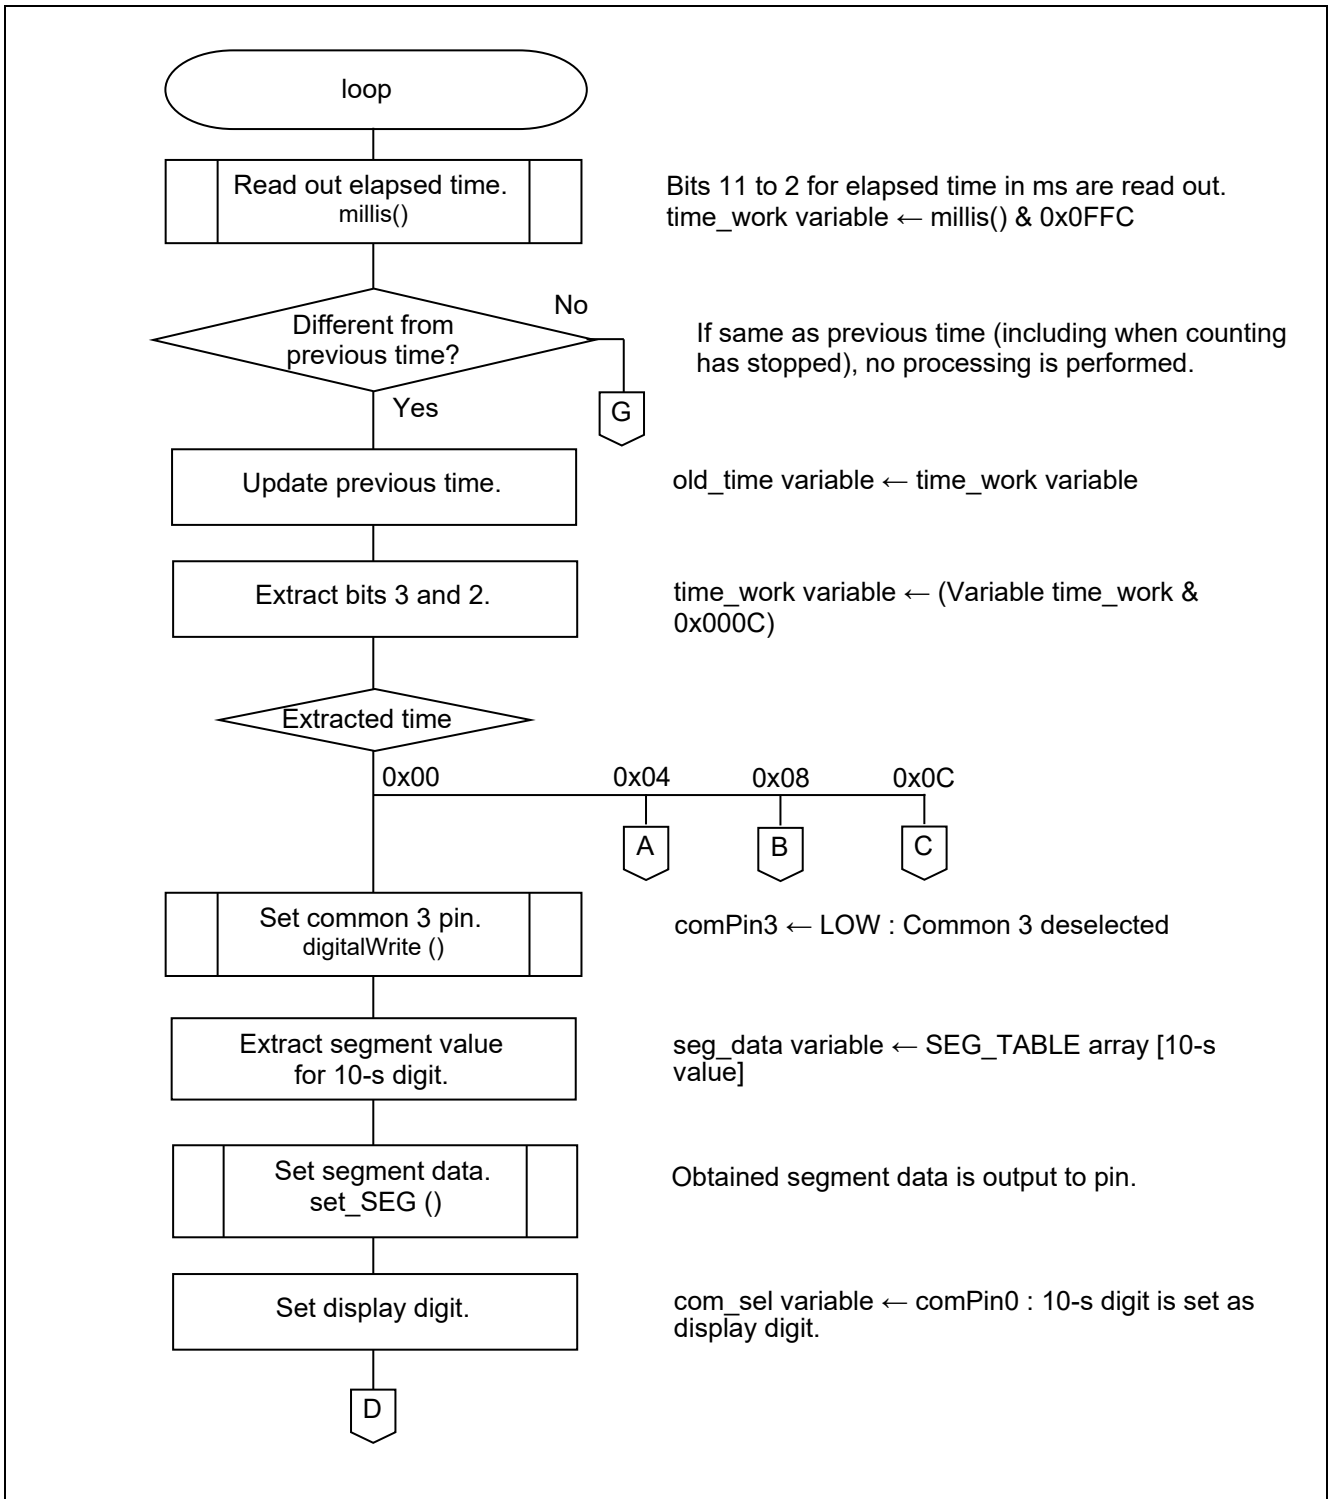 loop
Read out elapsed time.
millis()
Bits 11 to 2 for elapsed time in ms are read out.
time_work variable ← millis() & 0x0FFC
Different from
previous time?
No
If same as previous time (including when counting
has stopped), no processing is performed.
G
Yes
Update previous time.
old_time variable ← time_work variable
Extract bits 3 and 2.
time_work variable ← (Variable time_work &
0x000C)
Extracted time
0x00 0x04 0x08 0x0C
A B C
Set common 3 pin.
digitalWrite ()
comPin3 ← LOW : Common 3 deselected
Extract segment value
for 10-s digit.
seg_data variable ← SEG_TABLE array [10-s
value]
Set segment data.
set_SEG ()
Obtained segment data is output to pin.
Set display digit.
com_sel variable ← comPin0 : 10-s digit is set as
display digit.
D